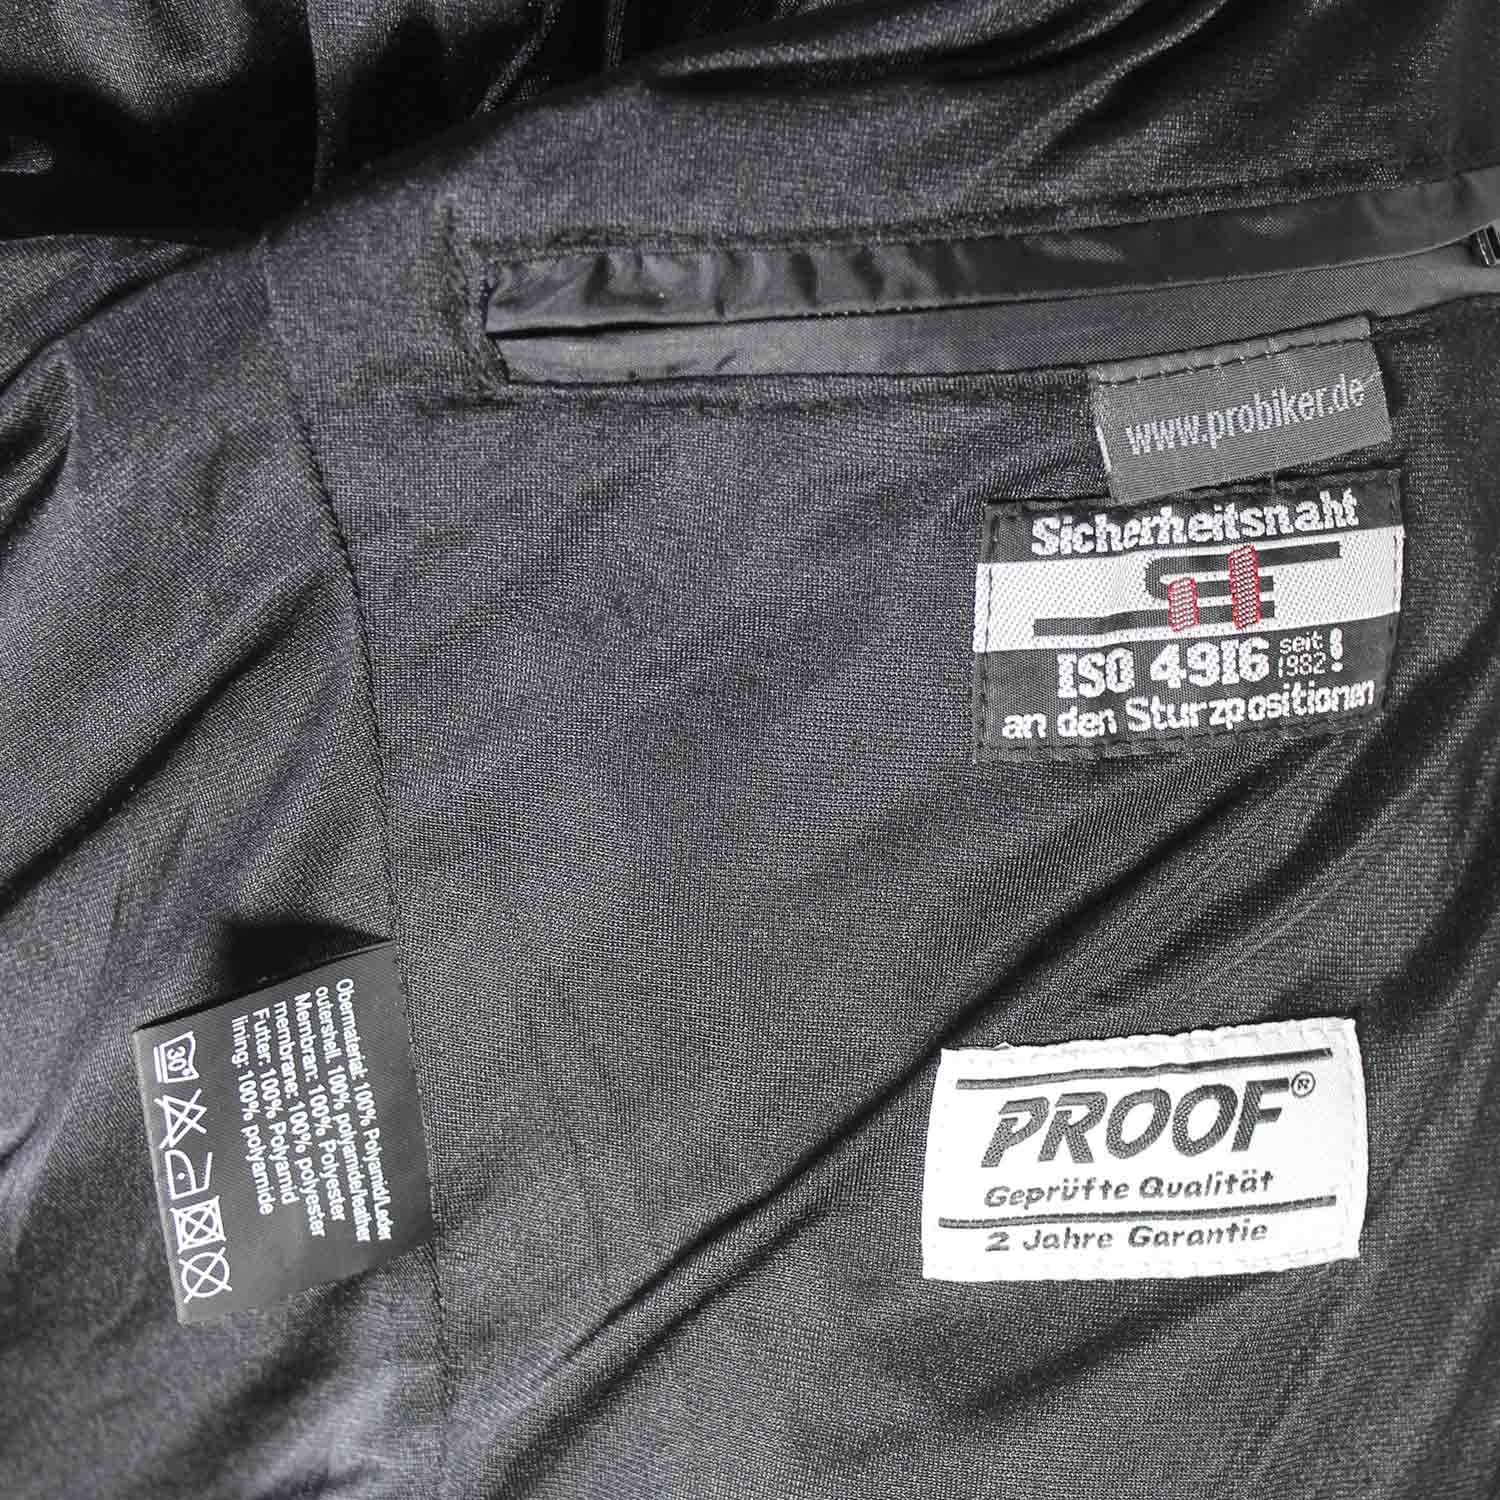 www.probiker.de
Sicherheitsnaht
ISO 4916 seit 1982!
an den Sturzpositionen
PROOF®
Geprüfte Qualität
2 Jahre Garantie
Obermaterial: 100% Polyamid/Leder
outershell: 100% polyamide/leather
Membran: 100% Polyester
membrane: 100% polyester
Futter: 100% Polyamid
lining: 100% polyamide
30°